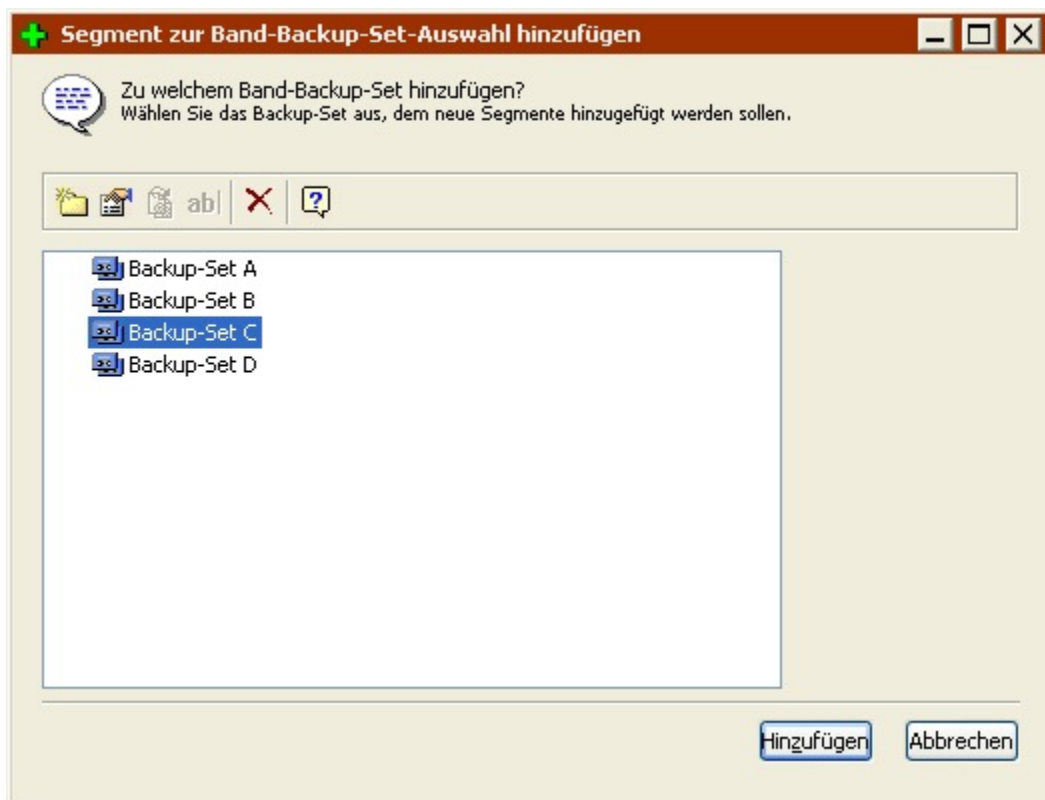 Segment zur Band-Backup-Set-Auswahl hinzufügen
Zu welchem Band-Backup-Set hinzufügen?
Wählen Sie das Backup-Set aus, dem neue Segmente hinzugefügt werden sollen.
ab|
Backup-Set A
Backup-Set B
Backup-Set C
Backup-Set D
Hinzufügen Abbrechen